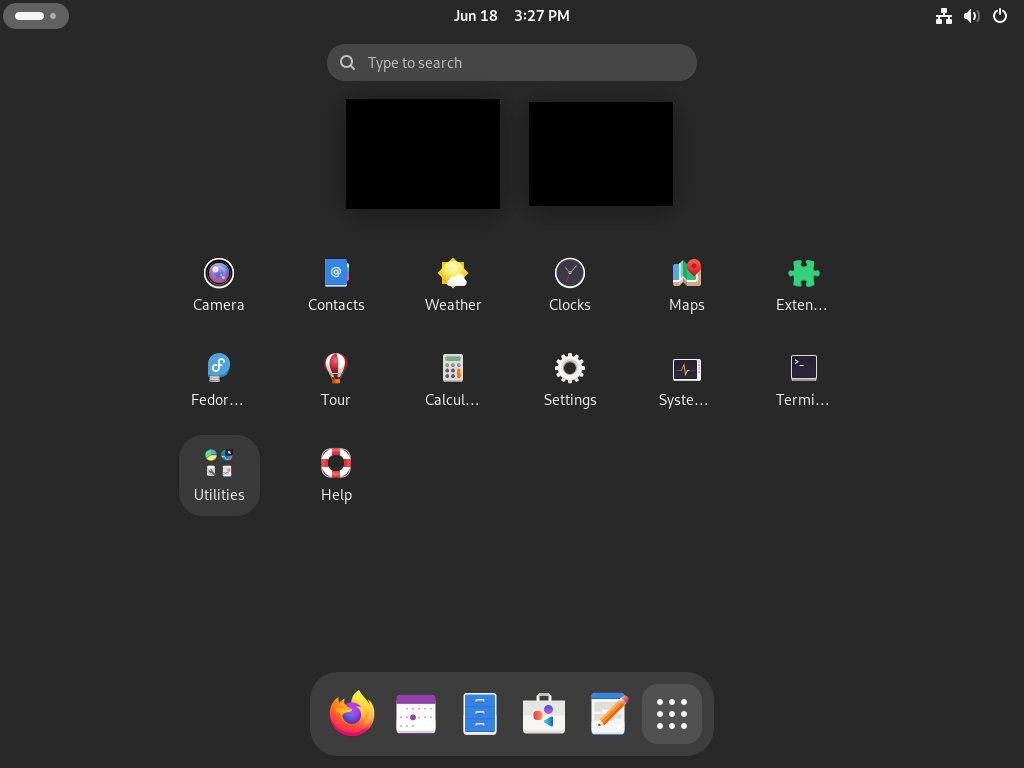 Jun 18 3:27 PM
Type to search
Camera
Contacts
Weather
Clocks
Maps
Exten...
Fedor...
Tour
Calcul...
Settings
Syste...
Termi...
Utilities
Help